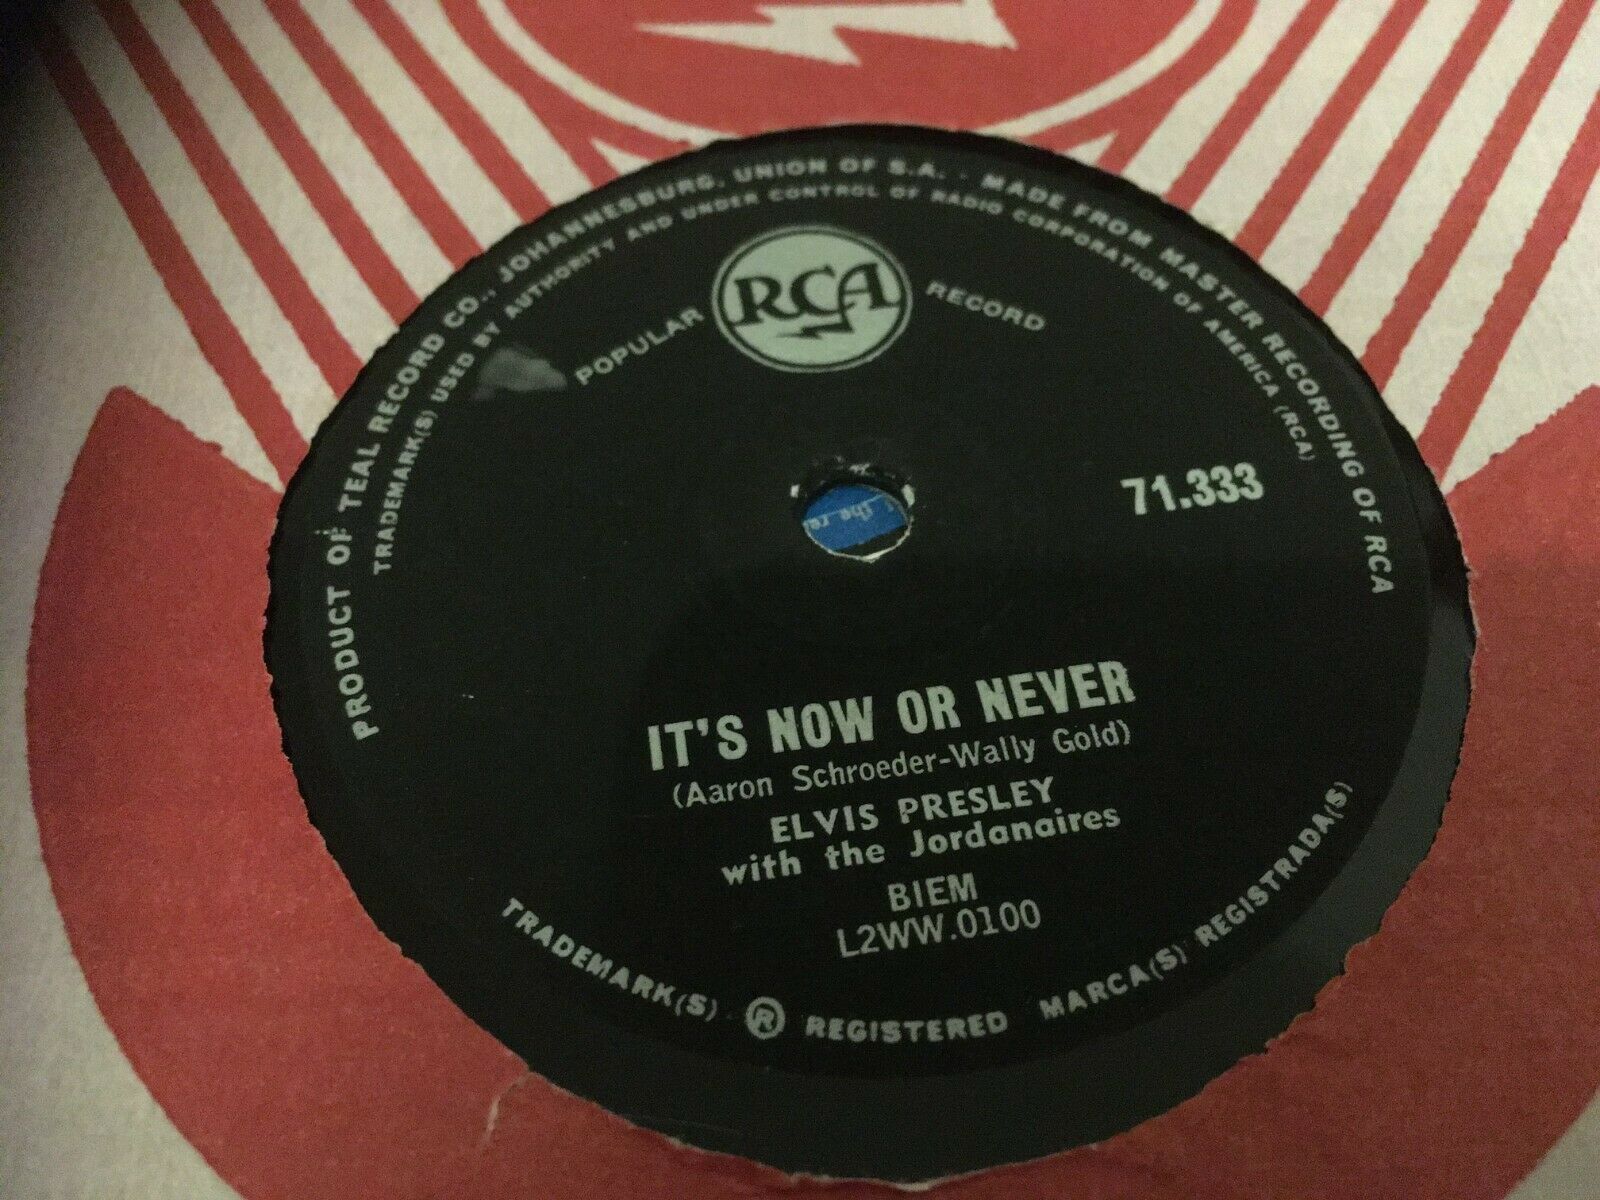 PRODUCT OF TEAL RECORD CO., JOHANNESBURG, UNION OF S.A. - MADE FROM MASTER RECORDING OF RCA
TRADEMARK(S) USED BY AUTHORITY AND UNDER CONTROL OF RADIO CORPORATION OF AMERICA (RCA)
POPULAR RCA RECORD
71.333
the
IT'S NOW OR NEVER
(Aaron Schroeder-Wally Gold)
ELVIS PRESLEY
with the Jordanaires
BIEM
L2WW.0100
TRADEMARK(S) ® REGISTERED MARCA(S) REGISTRADA(S)